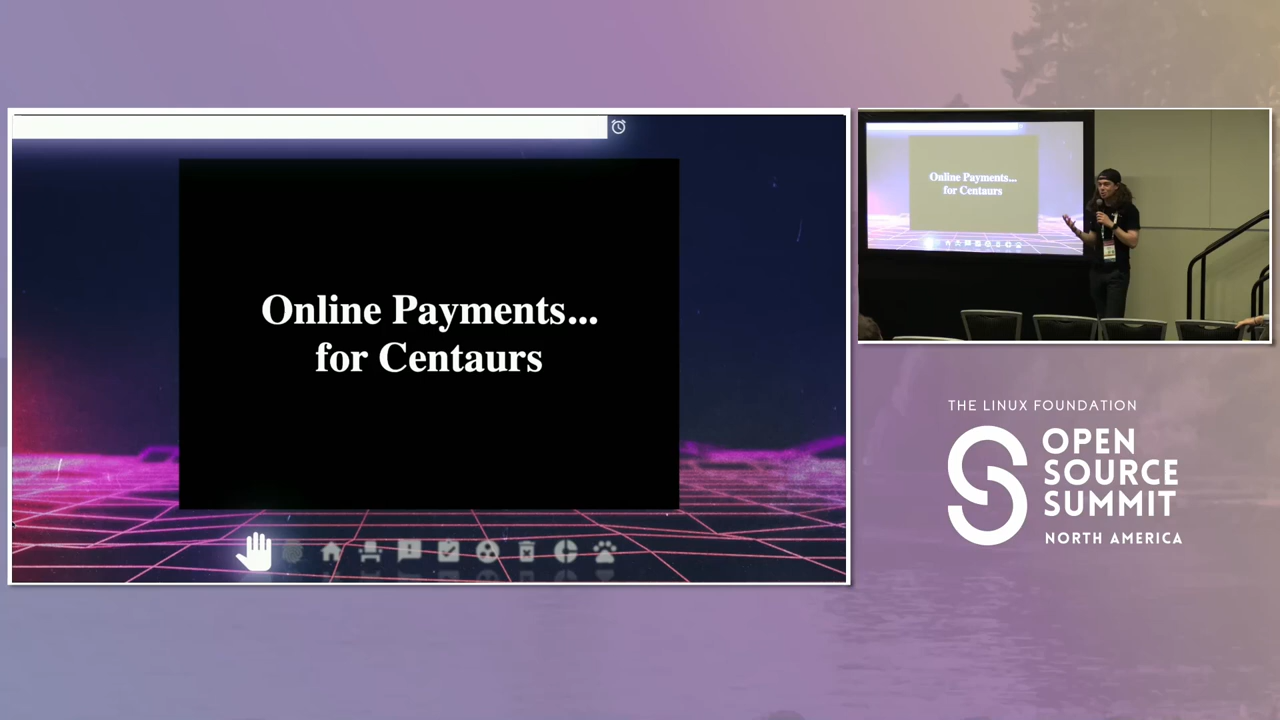 Online Payments...
for Centaurs
Online Payments...
for Centaurs
THE LINUX FOUNDATION
OPEN
SOURCE
SUMMIT
NORTH AMERICA